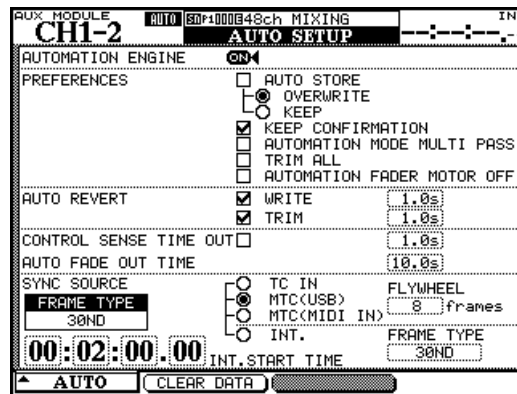 AUX MODULE AUTO SDP1000G48ch MIXING IN
CH1-2 AUTO SETUP --:--:--.-
AUTOMATION ENGINE ON
PREFERENCES AUTO STORE
OVERWRITE
KEEP
KEEP CONFIRMATION
AUTOMATION MODE MULTI PASS
TRIM ALL
AUTOMATION FADER MOTOR OFF
AUTO REVERT WRITE 1.0s
TRIM 1.0s
CONTROL SENSE TIME OUT 1.0s
AUTO FADE OUT TIME 10.0s
SYNC SOURCE TC IN FLYWHEEL
FRAME TYPE MTC(USB) 8 frames
30ND MTC(MIDI IN)
INT. FRAME TYPE
00:02:00.00 INT.START TIME 30ND
AUTO CLEAR DATA